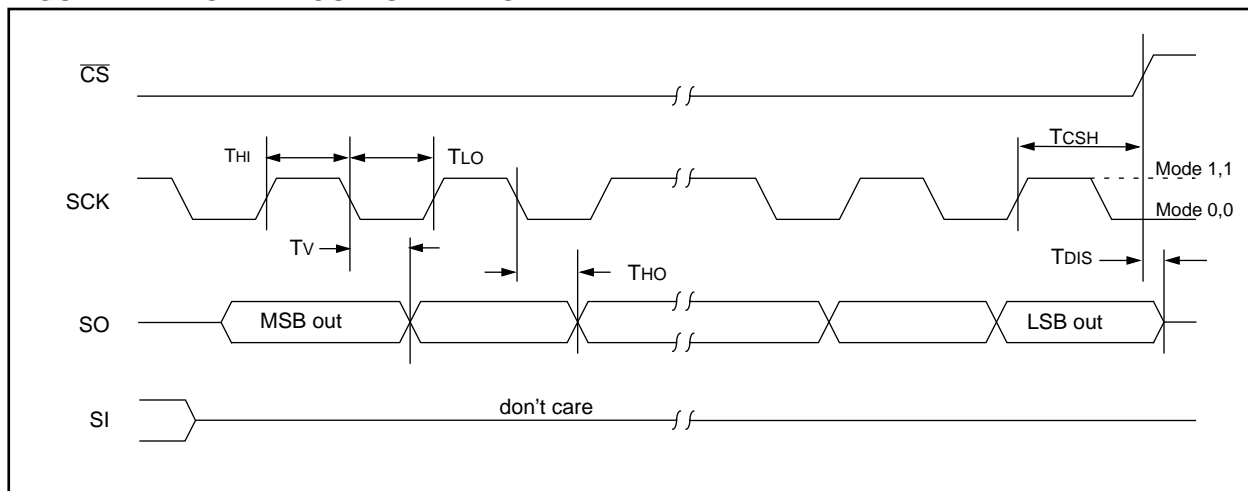 CS
THI
TLO
TCSH
Mode 1,1
SCK
Mode 0,0
TV
THO
TDIS
SO
MSB out
LSB out
SI
don't care